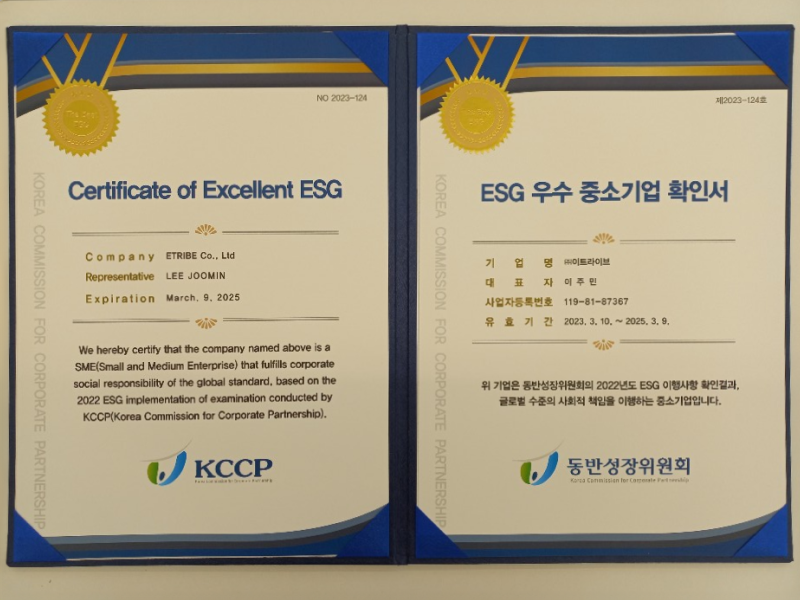 NO 2023-124
Certificate of Excellent ESG
Company ETRIBE Co., Ltd
Representative LEE JOOMIN
Expiration March, 9, 2025
We hereby certify that the company named above is a
SME(Small and Medium Enterprise) that fulfills corporate
social responsibility of the global standard, based on the
2022 ESG implementation of examination conducted by
KCCP(Korea Commission for Corporate Partnership).
KCCP
KOREA COMMISSION FOR CORPORATE PARTNERSHIP
제2023-124호
ESG 우수 중소기업 확인서
기 업 명 ㈜이트라이브
대 표 자 이 주 민
사업자등록번호 119-81-87367
유 효 기 간 2023. 3. 10. ~ 2025. 3. 9.
위 기업은 동반성장위원회의 2022년도 ESG 이행사항 확인결과,
글로벌 수준의 사회적 책임을 이행하는 중소기업입니다.
동반성장위원회
Korea Commission for Corporate Partnership
KOREA COMMISSION FOR CORPORATE PARTNERSHIP